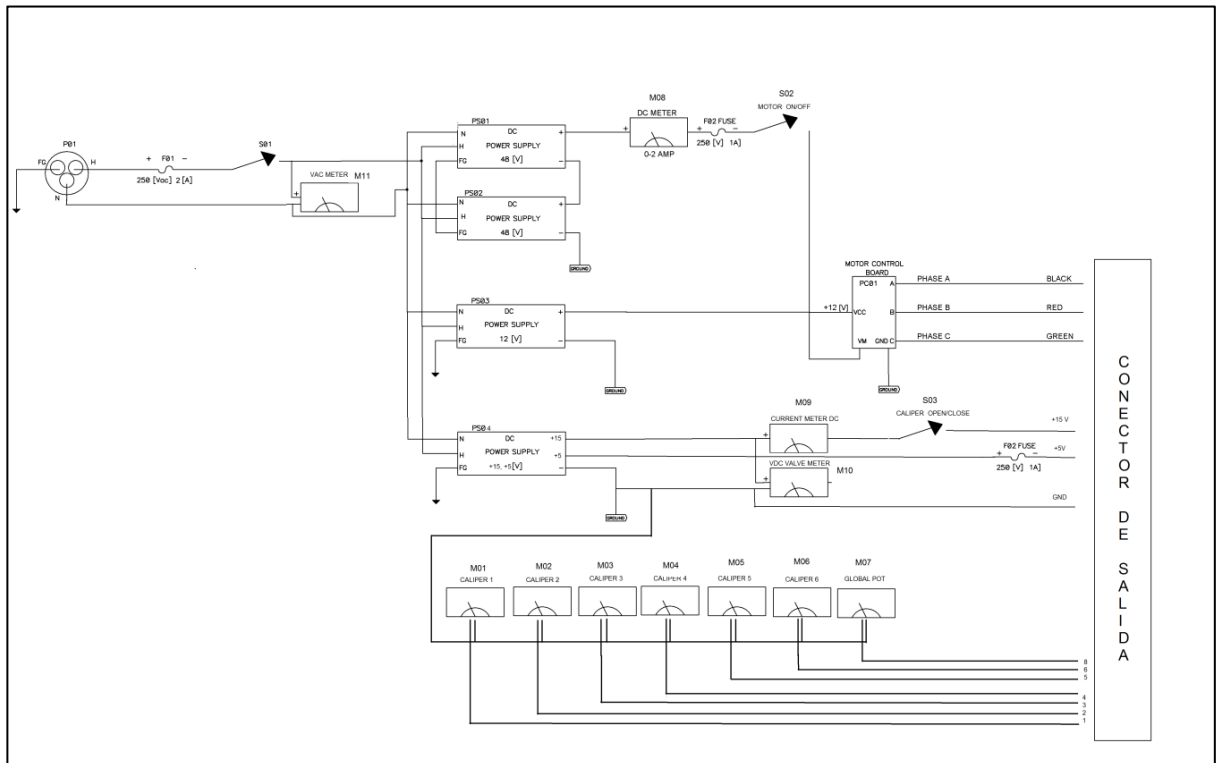 P01
FG
H
N
+ F01 -
250 [Vac] 2 [A]
S01
VAC METER
M11
+
PS01
N
H
FG
DC
POWER SUPPLY
48 [V]
+
-
PS02
N
H
FG
DC
POWER SUPPLY
48 [V]
+
-
GROUND
M08
DC METER
+
0-2 AMP
F02 FUSE
+ -
250 [V] 1A]
S02
MOTOR ON/OFF
PS03
N
H
FG
DC
POWER SUPPLY
12 [V]
+
-
GROUND
MOTOR CONTROL
BOARD
PC01
+12 [V]
VCC
VM
GND
A
B
C
GROUND
PHASE A
BLACK
PHASE B
RED
PHASE C
GREEN
PS04
N
H
FG
DC
POWER SUPPLY
+15, +5[V]
+15
+5
-
GROUND
M09
CURRENT METER DC
+
S03
CALIPER OPEN/CLOSE
+15 V
F02 FUSE
+ -
250 [V] 1A]
+5V
VDC VALVE METER
M10
+
-
GND
M01
CALIPER 1
M02
CALIPER 2
M03
CALIPER 3
M04
CALIPER 4
M05
CALIPER 5
M06
CALIPER 6
M07
GLOBAL POT
8
6
5
4
3
2
1
CONECTOR DE SALIDA